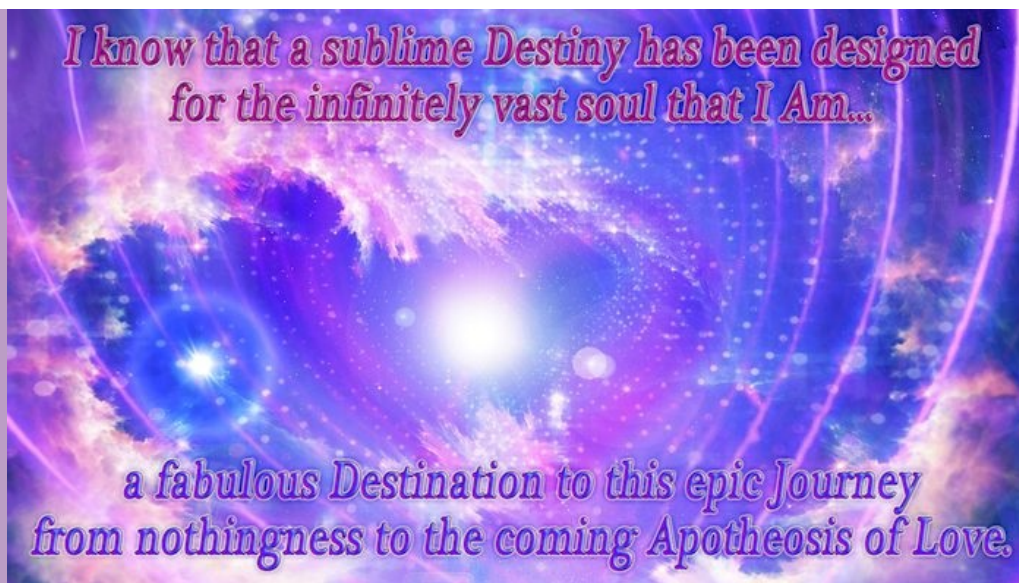 I know that a sublime Destiny has been designed
for the infinitely vast soul that I Am...
a fabulous Destination to this epic Journey
from nothingness to the coming Apotheosis of Love.